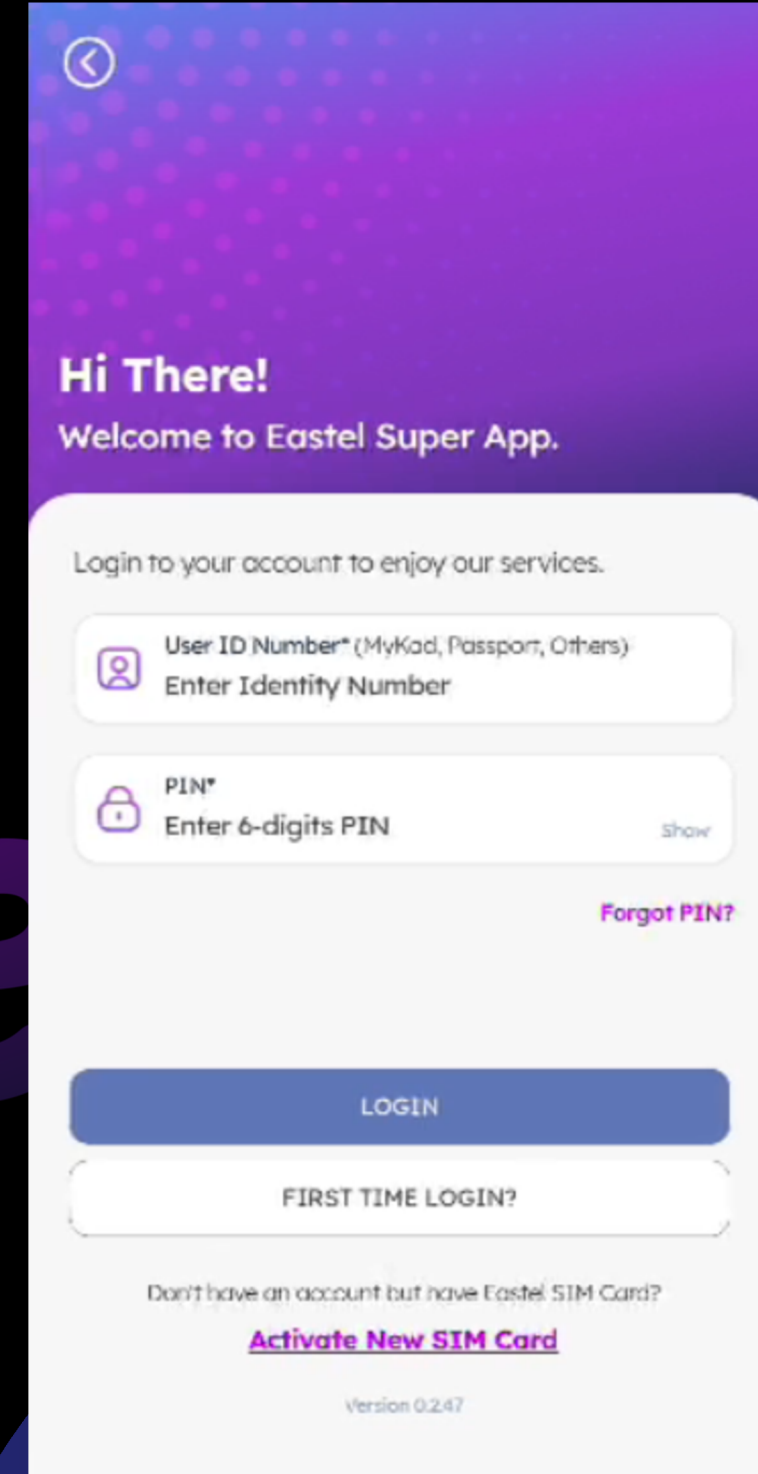 Hi There!
Welcome to Eastel Super App.
Login to your account to enjoy our services.
User ID Number* (MyKad, Passport, Others)
Enter Identity Number
PIN*
Enter 6-digits PIN
Show
Forgot PIN?
LOGIN
FIRST TIME LOGIN?
Don't have an account but have Eastel SIM Card?
Activate New SIM Card
Version 0.2.47